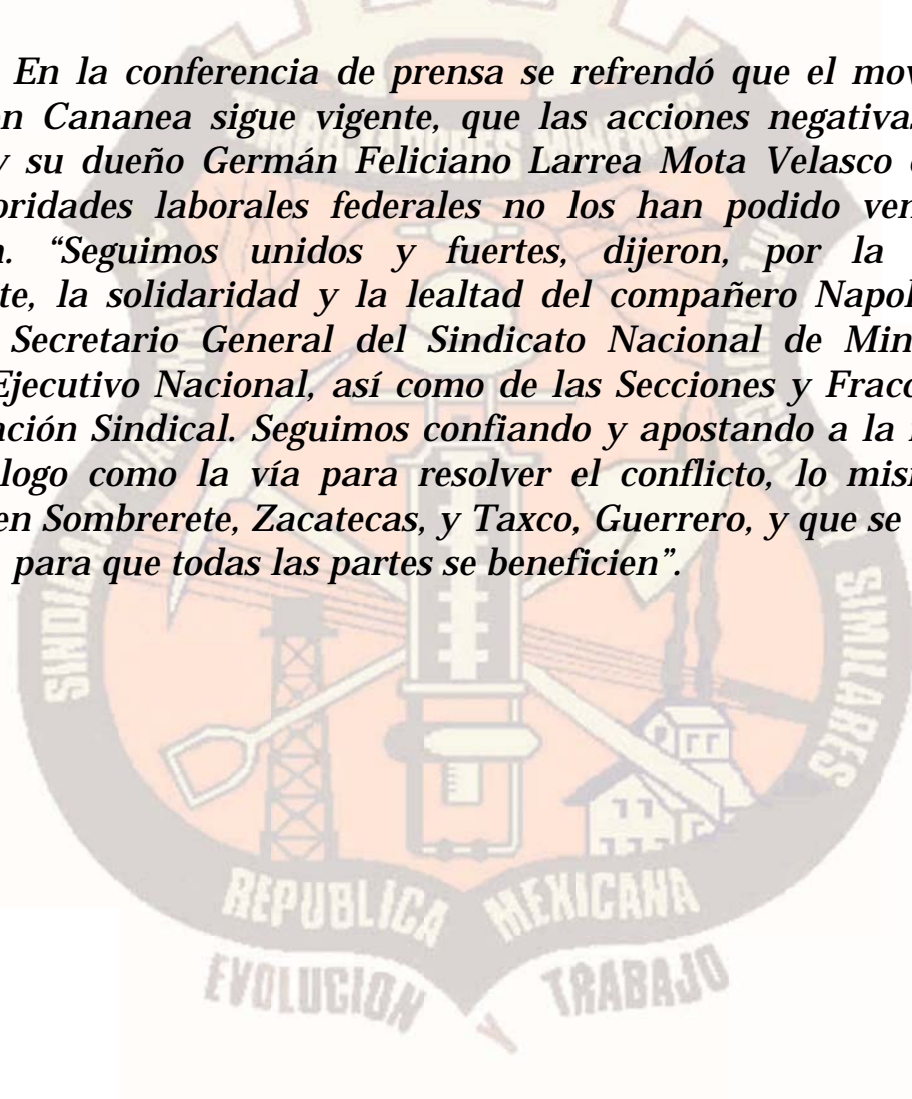 En la conferencia de prensa se refrendó que el mov
en Cananea sigue vigente, que las acciones negativas
y su dueño Germán Feliciano Larrea Mota Velasco
oridades laborales federales no los han podido ven
“Seguimos unidos y fuertes, dijeron, por la
te, la solidaridad y la lealtad del compañero Napol
Secretario General del Sindicato Nacional de Min
Ejecutivo Nacional, así como de las Secciones y Fracc
ación Sindical. Seguimos confiando y apostando a la
logo como la vía para resolver el conflicto, lo mis
en Sombrerete, Zacatecas, y Taxco, Guerrero, y que se
para que todas las partes se beneficien”.
SIMILARES
REPUBLICA MEXICANA
EVOLUCION Y TRABAJO